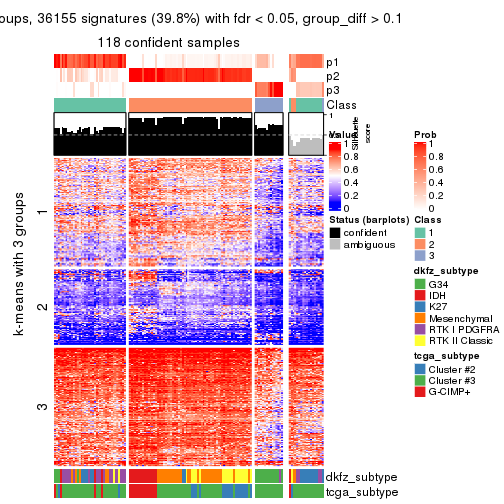 oups, 36155 signatures (39.8%) with fdr < 0.05, group_diff > 0.1
118 confident samples
p1
p2
p3
Class
1
Silhouette
score
k-means with 3 groups
1
2
3
Value
1
0.8
0.6
0.4
0.2
0
Prob
1
0.8
0.6
0.4
0.2
0
Status (barplots)
confident
ambiguous
Class
1
2
3
dkfz_subtype
G34
IDH
K27
Mesenchymal
RTK I PDGFRA
RTK II Classic
tcga_subtype
Cluster #2
Cluster #3
G-CIMP+
dkfz_subtype
tcga_subtype